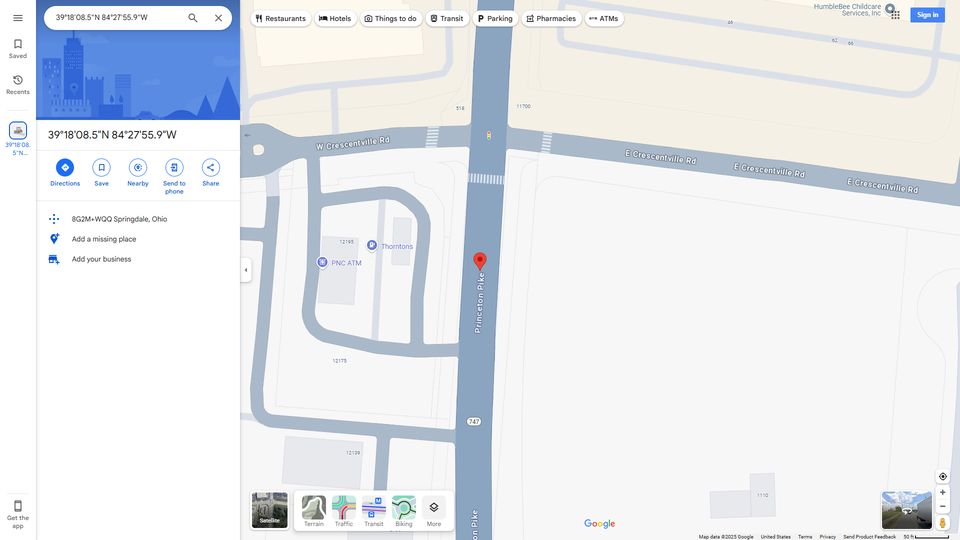 39°18'08.5"N 84°27'55.9"W
Restaurants
Hotels
Things to do
Transit
Parking
Pharmacies
ATMs
Sign in
HumbleBee Childcare
Services, Inc
Saved
Recents
39°18'08.
5"N...
39°18'08.5"N 84°27'55.9"W
Directions
Save
Nearby
Send to
phone
Share
8G2M+WQQ Springdale, Ohio
Add a missing place
Add your business
Get the
app
46
62
66
518
11700
W Crescentville Rd
E Crescentville Rd
E Crescentville Rd
E Crescentville Rd
12195
Thorntons
PNC ATM
Princeton Pike
12175
747
12139
1110
Princeton Pike
Satellite
Terrain
Traffic
Transit
Biking
More
Google
Map data ©2025 Google
United States
Terms
Privacy
Send Product Feedback
50 ft